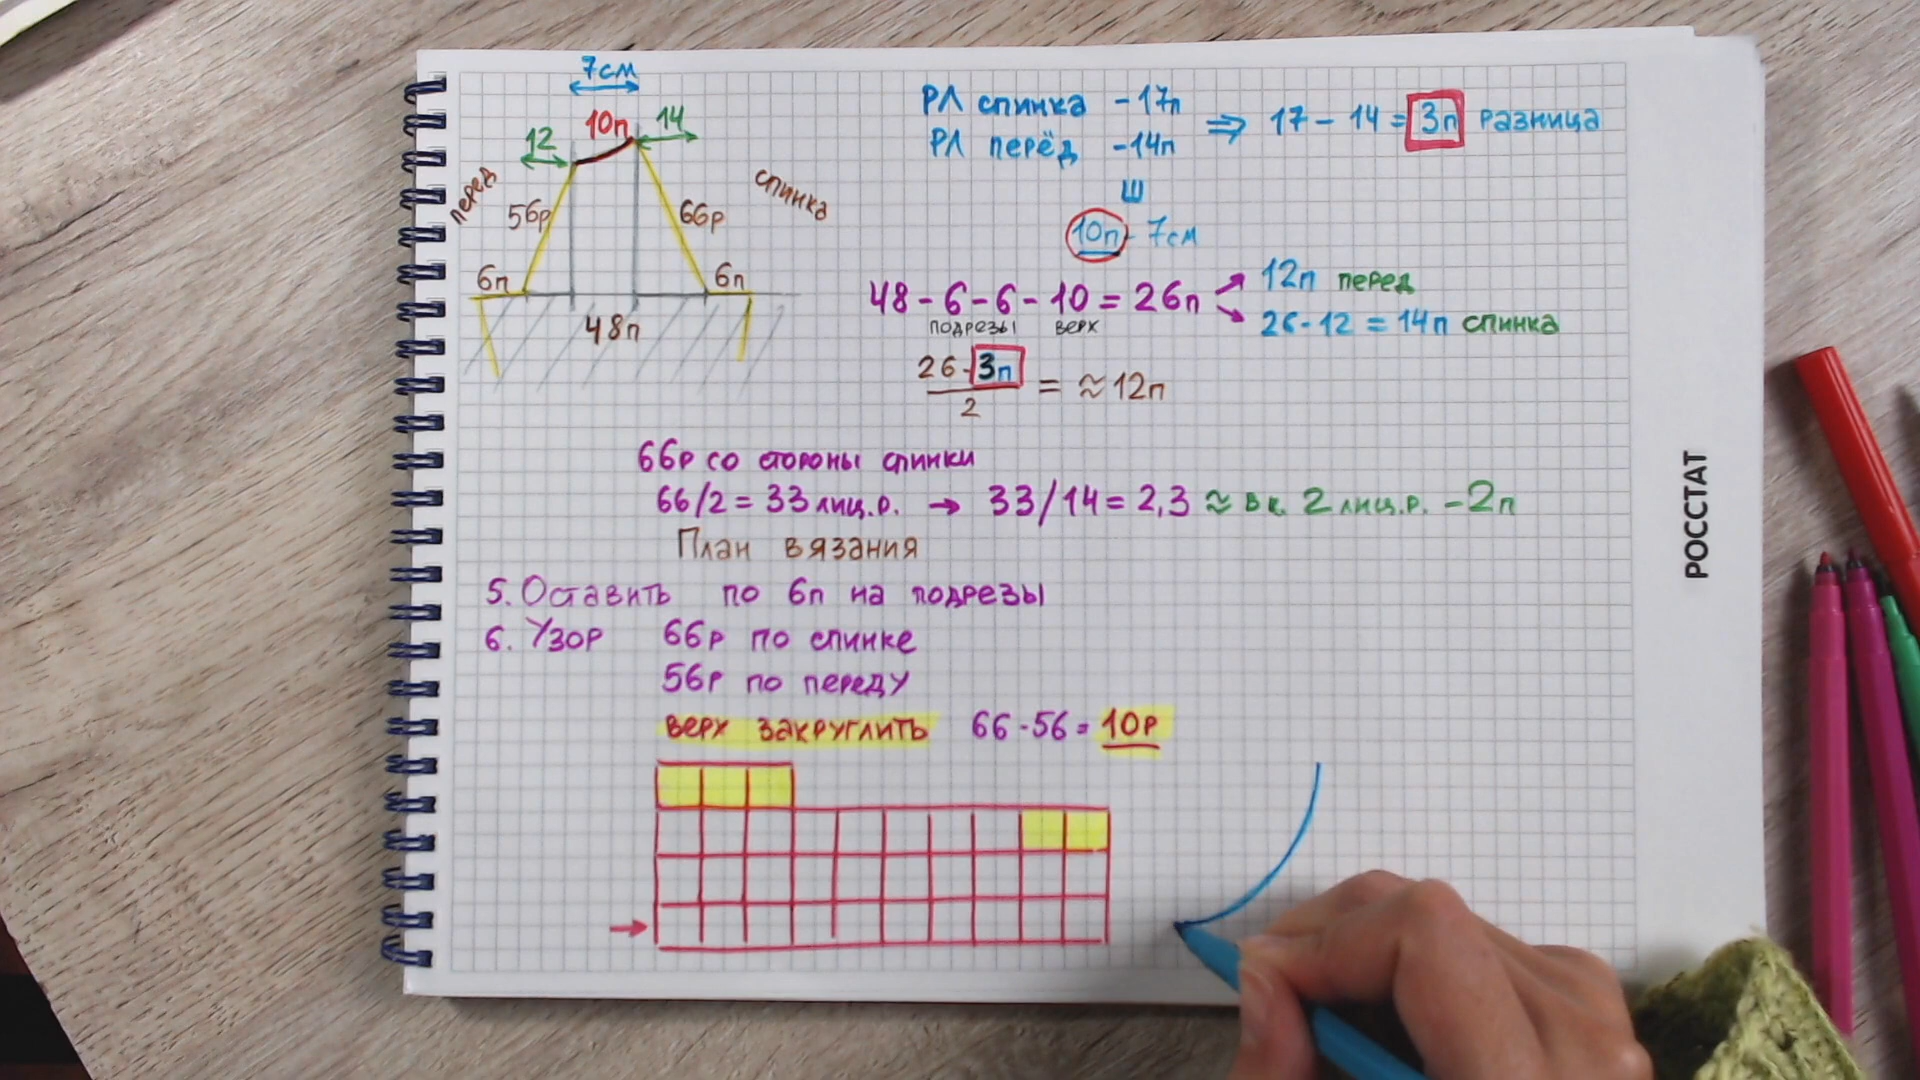 7см
12
10п
14
перед
56р
66р
спинка
6п
6п
48п
РЛ спинка - 17п
РЛ перёд - 14п
⇒ 17 - 14 = 3п разница
10п - 7см
48 - 6 - 6 - 10 = 26п
подрезы верх
12п перед
26 - 12 = 14п спинка
26 - 3п
2
= ≈ 12п
66р со стороны спинки
66/2 = 33 лиц.р. → 33/14 = 2,3 ≈ в к. 2 лиц.р. - 2п
План вязания
5. Оставить по 6п на подрезы
6. Узор 66р по спинке
56р по переду
верх закруглить 66 - 56 = 10р
РОССТАТ